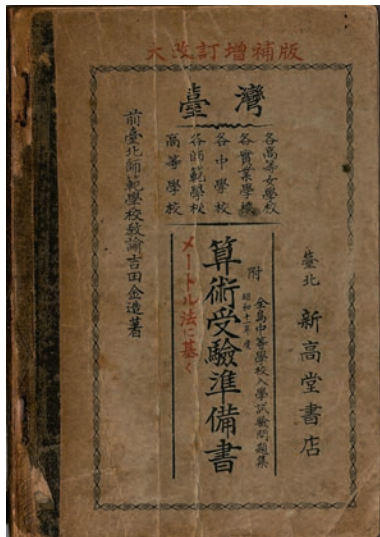 大改訂增補版
臺灣
各高等女學校
各實業學校
各中學校
各師範學校
高等學校
附
昭和十一年度
全島中等學校入學試驗問題集
算術受驗準備書
メートル法に基く
前臺北師範學校敎諭吉田金造著
臺北 新高堂書店